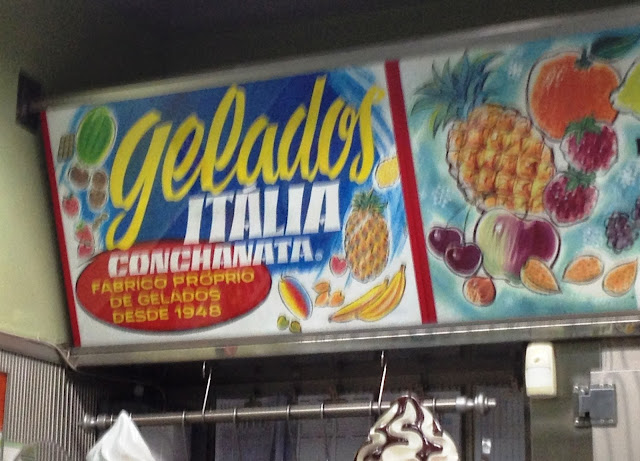 gelados
ITÁLIA
CONCHANATA®
FABRICO PRÓPRIO
DE GELADOS
DESDE 1948